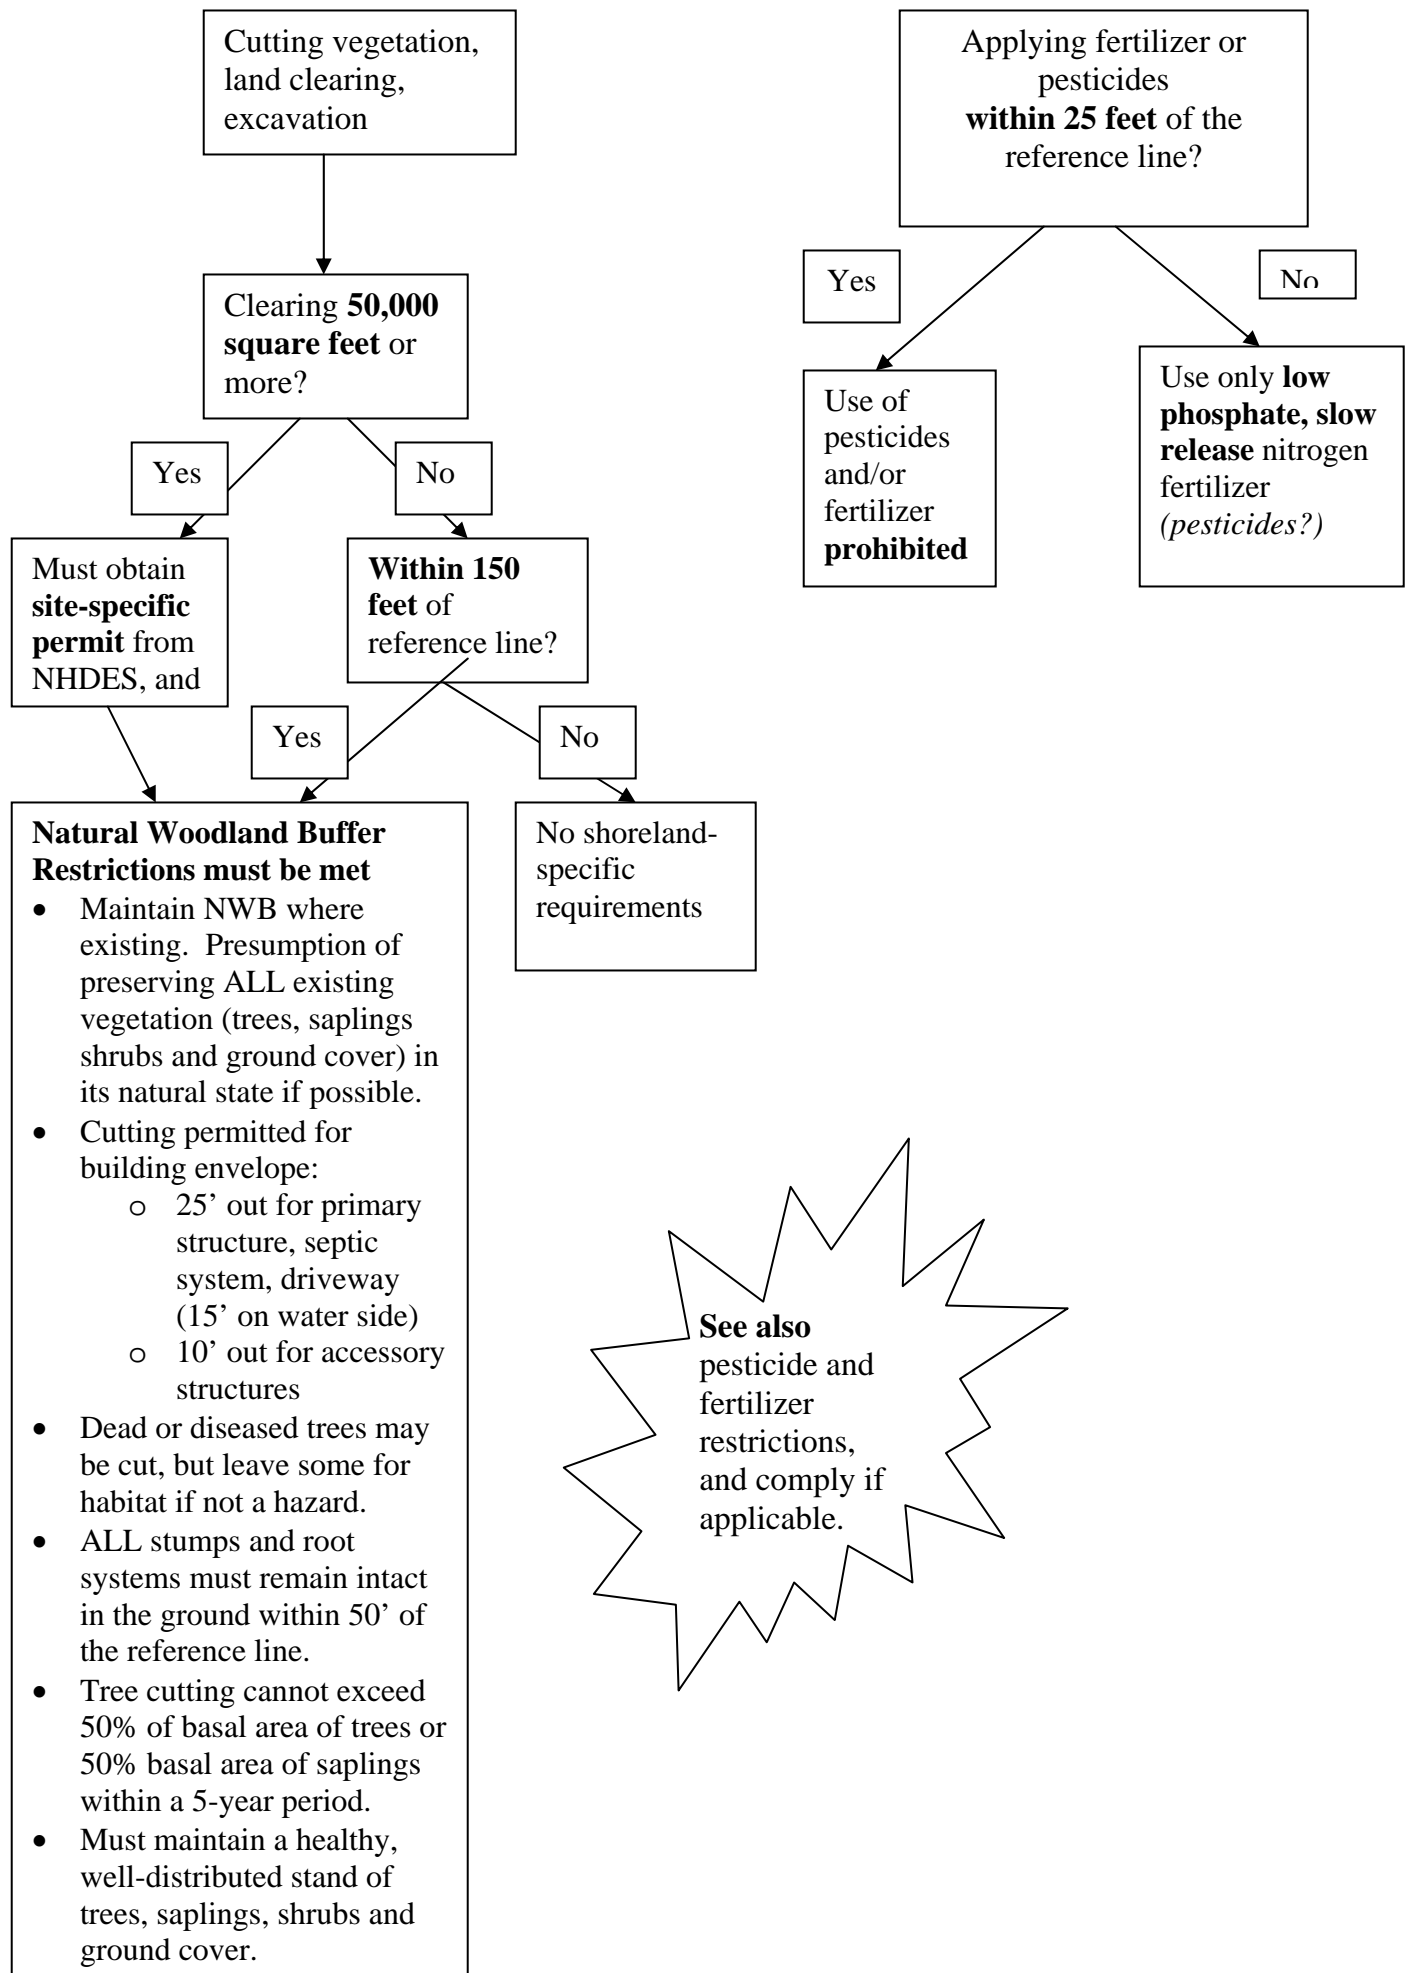 Cutting vegetation,
land clearing,
excavation
Applying fertilizer or
pesticides
within 25 feet of the
reference line?
Clearing 50,000
square feet or
more?
Yes
No
Yes
No
Use of
pesticides
and/or
fertilizer
prohibited
Use only low
phosphate, slow
release nitrogen
fertilizer
(pesticides?)
Must obtain
site-specific
permit from
NHDES, and
Within 150
feet of
reference line?
Yes
No
Natural Woodland Buffer
Restrictions must be met
• Maintain NWB where
existing. Presumption of
preserving ALL existing
vegetation (trees, saplings
shrubs and ground cover) in
its natural state if possible.
• Cutting permitted for
building envelope:
o 25’ out for primary
structure, septic
system, driveway
(15’ on water side)
o 10’ out for accessory
structures
• Dead or diseased trees may
be cut, but leave some for
habitat if not a hazard.
• ALL stumps and root
systems must remain intact
in the ground within 50’ of
the reference line.
• Tree cutting cannot exceed
50% of basal area of trees or
50% basal area of saplings
within a 5-year period.
• Must maintain a healthy,
well-distributed stand of
trees, saplings, shrubs and
ground cover.
No shoreland-
specific
requirements
See also
pesticide and
fertilizer
restrictions,
and comply if
applicable.